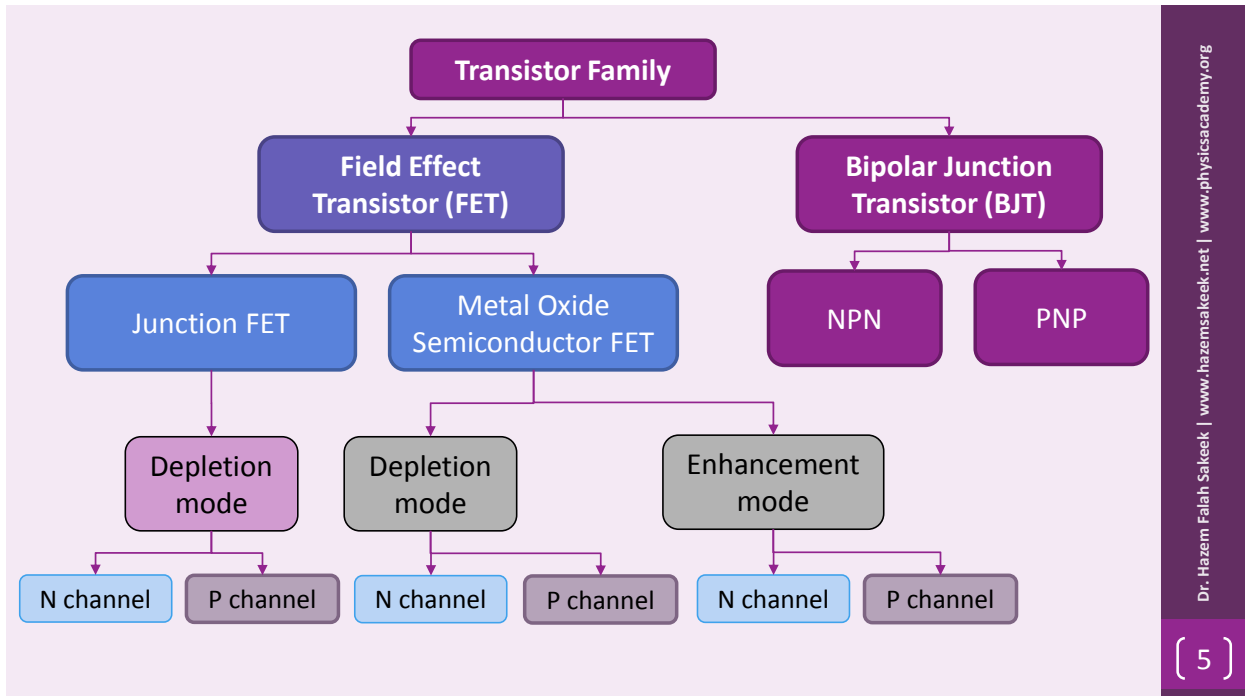 Transistor Family
Field Effect
Transistor (FET)
Bipolar Junction
Transistor (BJT)
Junction FET
Metal Oxide
Semiconductor FET
NPN
PNP
Depletion
mode
Depletion
mode
Enhancement
mode
N channel
P channel
N channel
P channel
N channel
P channel
Dr. Hazem Falah Sakeek | www.hazemsakeek.net | www.physicsacademy.org
[ 5 ]